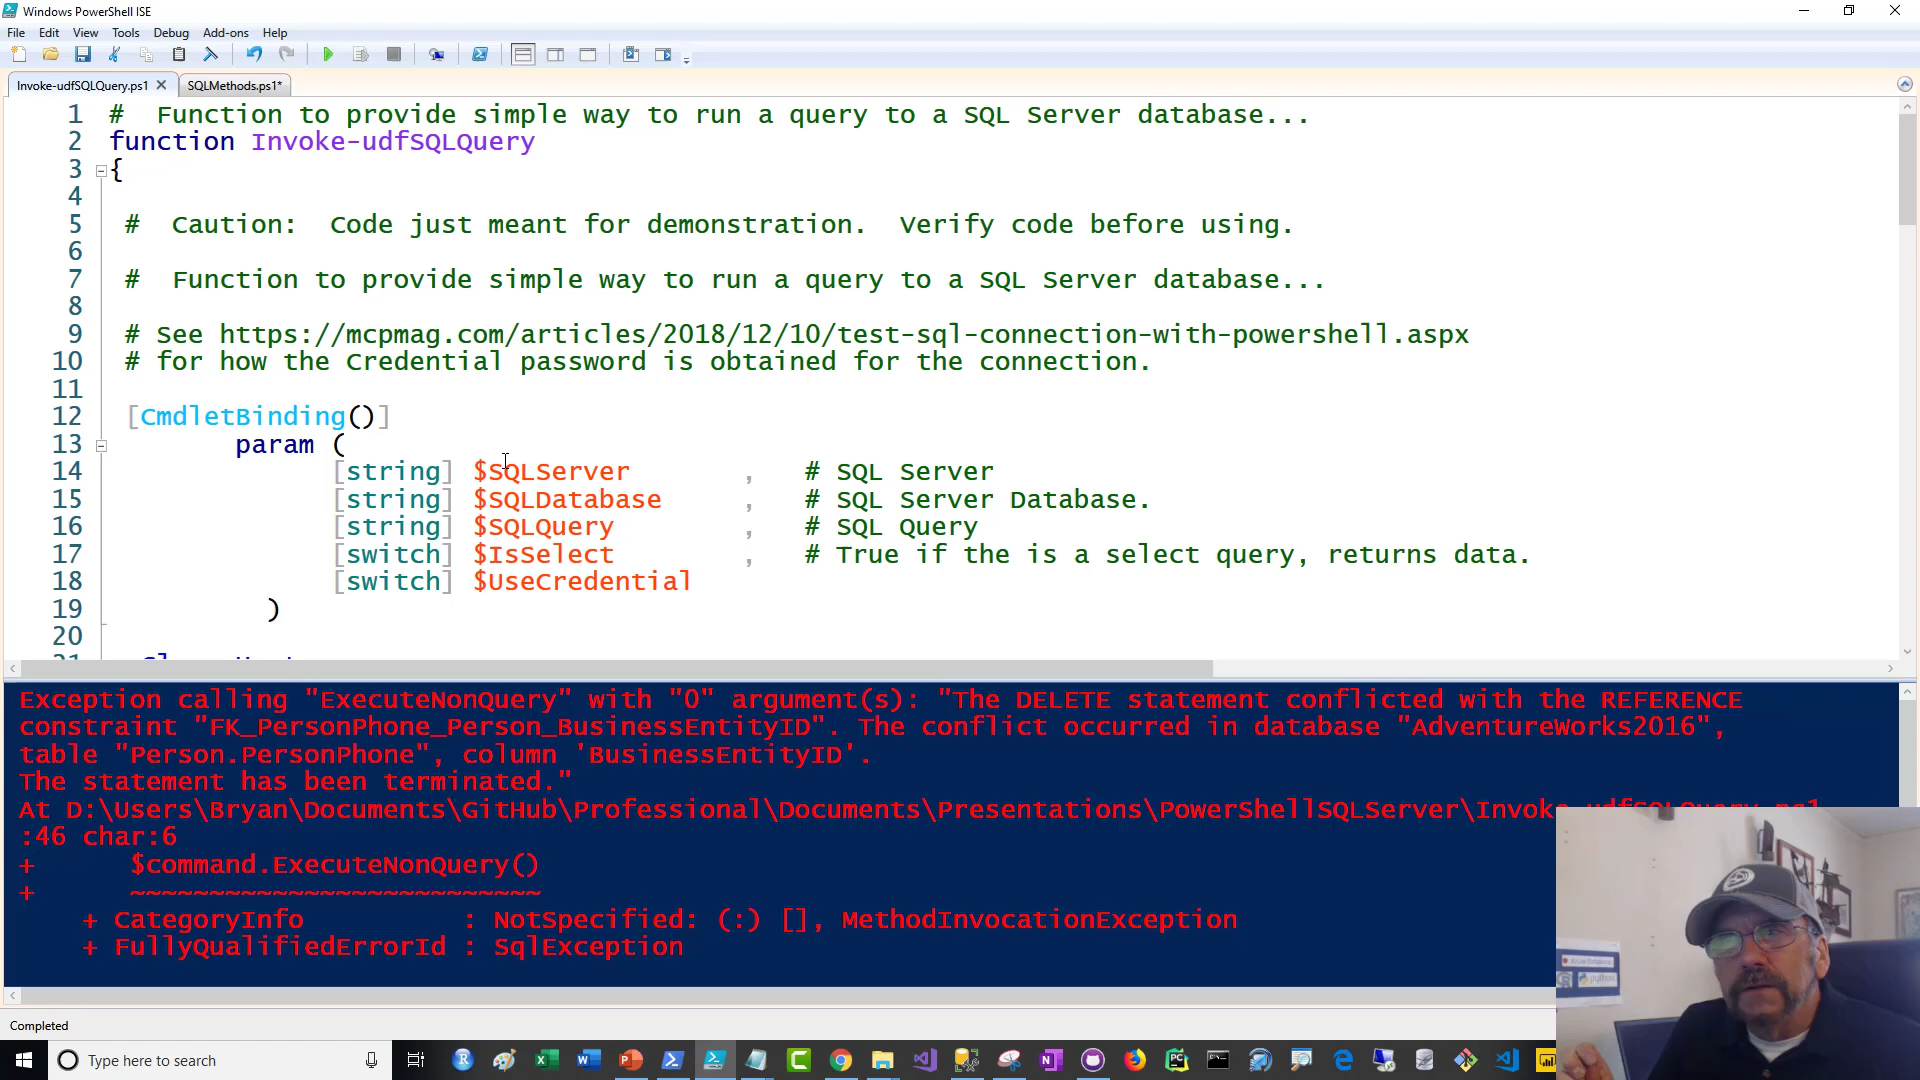 Windows PowerShell ISE
File Edit View Tools Debug Add-ons Help
Invoke-udfSQLQuery.ps1 SQLMethods.ps1*
1 # Function to provide simple way to run a query to a SQL Server database...
2 function Invoke-udfSQLQuery
3 {
4
5 # Caution: Code just meant for demonstration. Verify code before using.
6
7 # Function to provide simple way to run a query to a SQL Server database...
8
9 # See https://mcpmag.com/articles/2018/12/10/test-sql-connection-with-powershell.aspx
10 # for how the Credential password is obtained for the connection.
11
12 [CmdletBinding()]
13 param (
14 [string] $SQLServer , # SQL Server
15 [string] $SQLDatabase , # SQL Server Database.
16 [string] $SQLQuery , # SQL Query
17 [switch] $IsSelect , # True if the is a select query, returns data.
18 [switch] $UseCredential
19 )
20
Exception calling "ExecuteNonQuery" with "0" argument(s): "The DELETE statement conflicted with the REFERENCE
constraint "FK_PersonPhone_Person_BusinessEntityID". The conflict occurred in database "AdventureWorks2016",
table "Person.PersonPhone", column 'BusinessEntityID'.
The statement has been terminated."
At D:\Users\Bryan\Documents\GitHub\Professional\Documents\Presentations\PowerShellSQLServer\Invoke-udfSQLQuery.ps1
:46 char:6
+ $command.ExecuteNonQuery()
+ ~~~~~~~~~~~~~~~~~~~~~~~~~~
+ CategoryInfo : NotSpecified: (:) [], MethodInvocationException
+ FullyQualifiedErrorId : SqlException
python
Completed
Type here to search